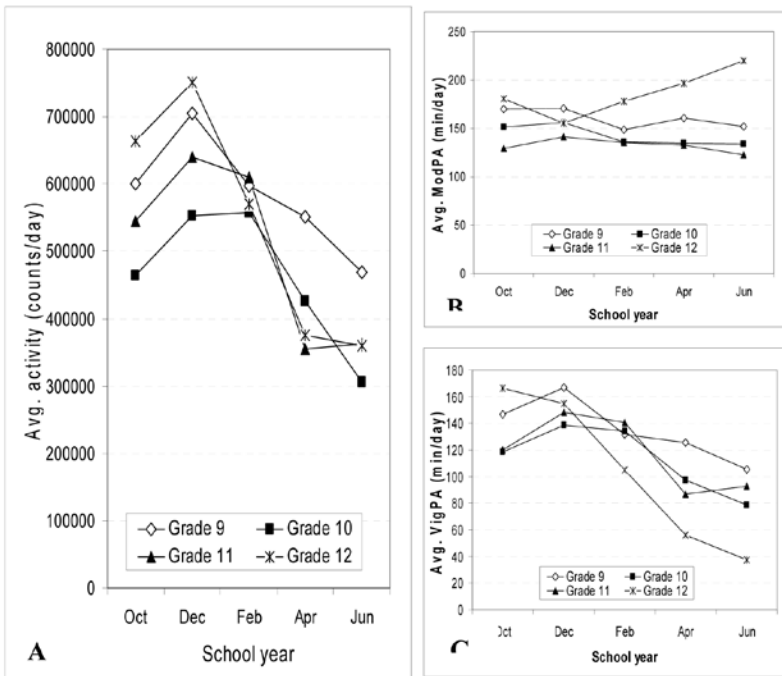 800000
700000
600000
500000
400000
300000
200000
100000
0
Avg. activity (counts/day)
Grade 9 Grade 10
Grade 11 Grade 12
Oct Dec Feb Apr Jun
School year
A
250
200
150
100
50
0
Avg. ModPA (min/day)
Grade 9 Grade 10
Grade 11 Grade 12
Oct Dec Feb Apr Jun
School year
B
180
160
140
120
100
80
60
40
20
0
Avg. VigPA (min/day)
Grade 9 Grade 10
Grade 11 Grade 12
Oct Dec Feb Apr Jun
School year
C